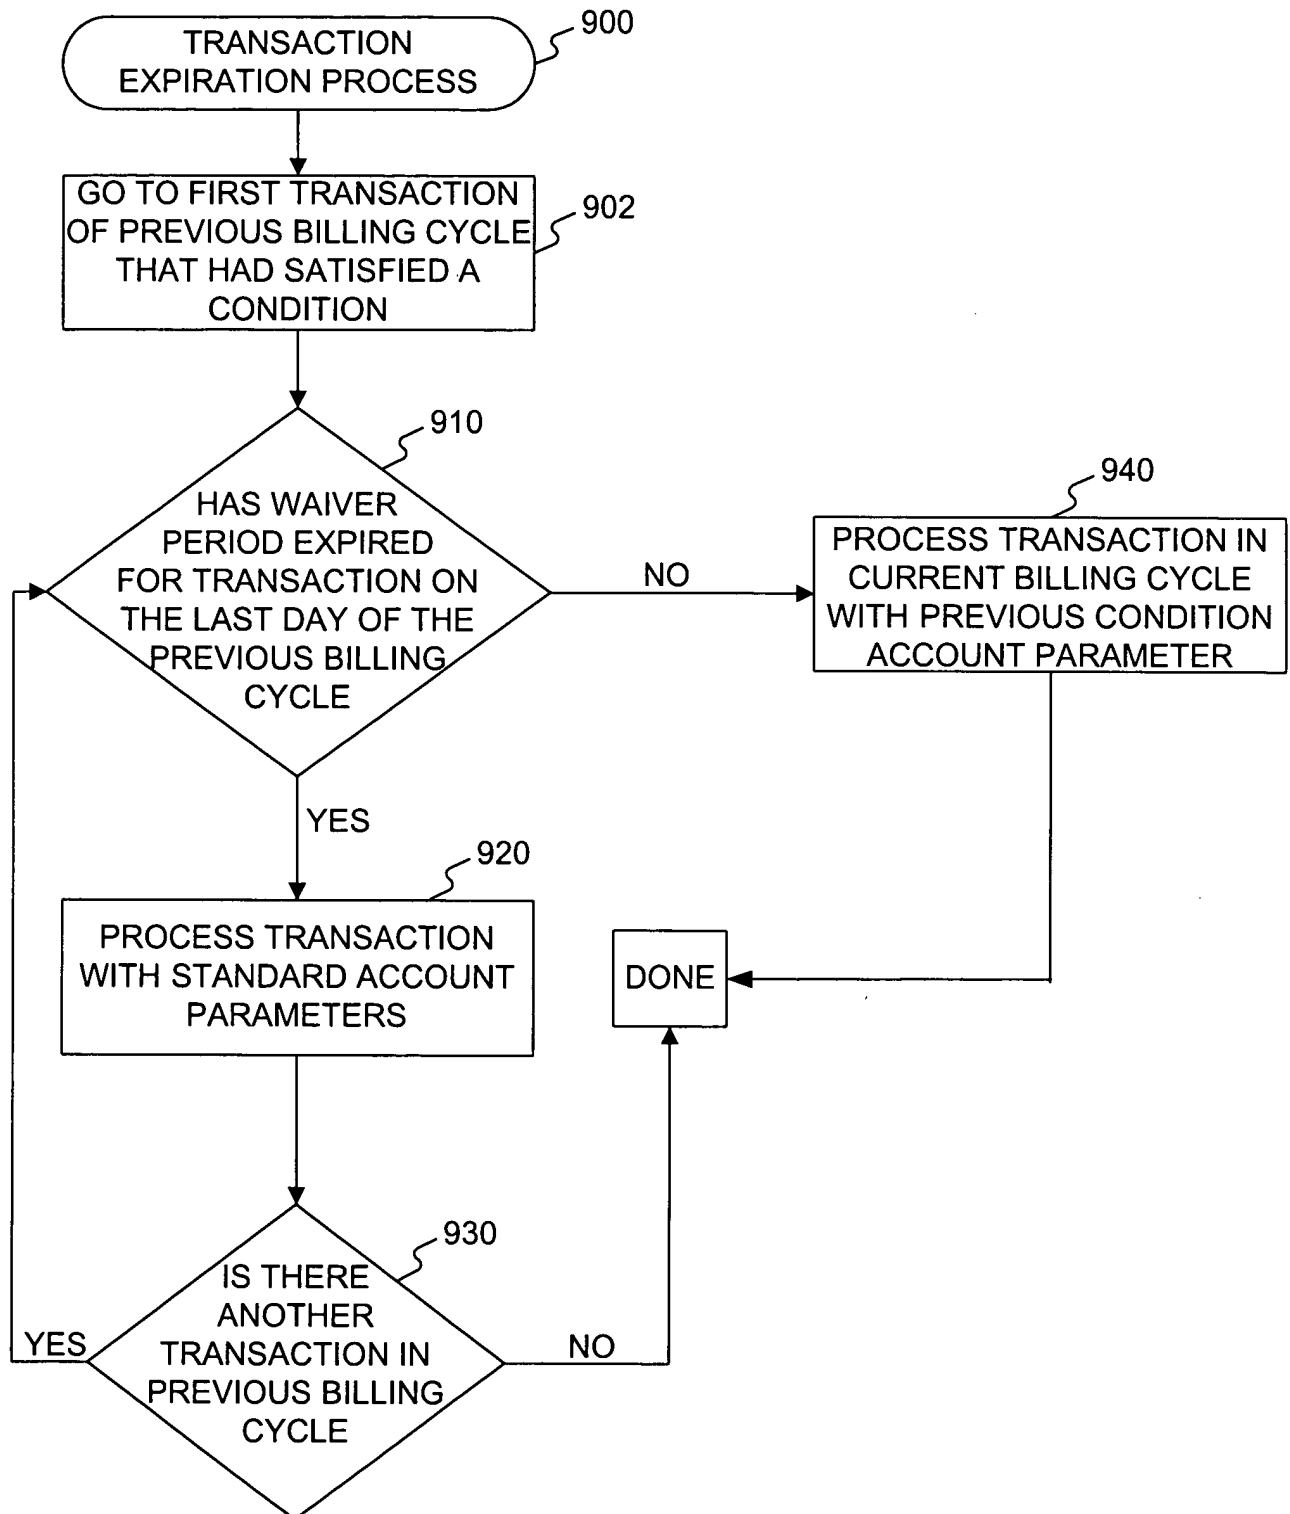 TRANSACTION
EXPIRATION PROCESS
900
GO TO FIRST TRANSACTION
OF PREVIOUS BILLING CYCLE
THAT HAD SATISFIED A
CONDITION
902
910
HAS WAIVER
PERIOD EXPIRED
FOR TRANSACTION ON
THE LAST DAY OF THE
PREVIOUS BILLING
CYCLE
NO
940
PROCESS TRANSACTION IN
CURRENT BILLING CYCLE
WITH PREVIOUS CONDITION
ACCOUNT PARAMETER
YES
920
PROCESS TRANSACTION
WITH STANDARD ACCOUNT
PARAMETERS
DONE
930
IS THERE
ANOTHER
TRANSACTION IN
PREVIOUS BILLING
CYCLE
YES
NO